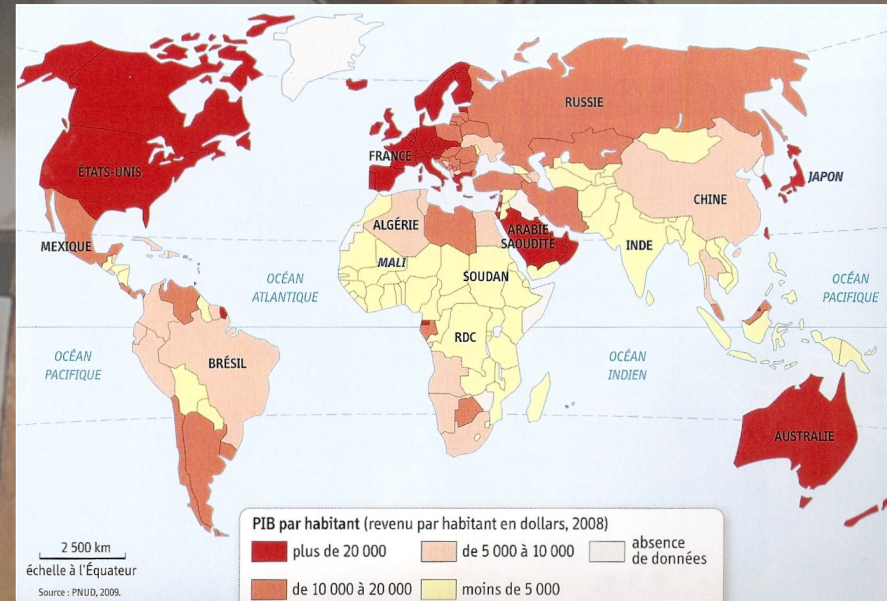 RUSSIE
FRANCE
ÉTATS-UNIS
JAPON
CHINE
ALGÉRIE
ARABIE
SAOUDITE
MEXIQUE
INDE
MALI
SOUDAN
OCÉAN
ATLANTIQUE
OCÉAN
PACIFIQUE
RDC
OCÉAN
PACIFIQUE
BRÉSIL
OCÉAN
INDIEN
AUSTRALIE
PIB par habitant (revenu par habitant en dollars, 2008)
plus de 20 000
de 5 000 à 10 000
absence
de données
de 10 000 à 20 000
moins de 5 000
2 500 km
échelle à l'Équateur
Source : PNUD, 2009.